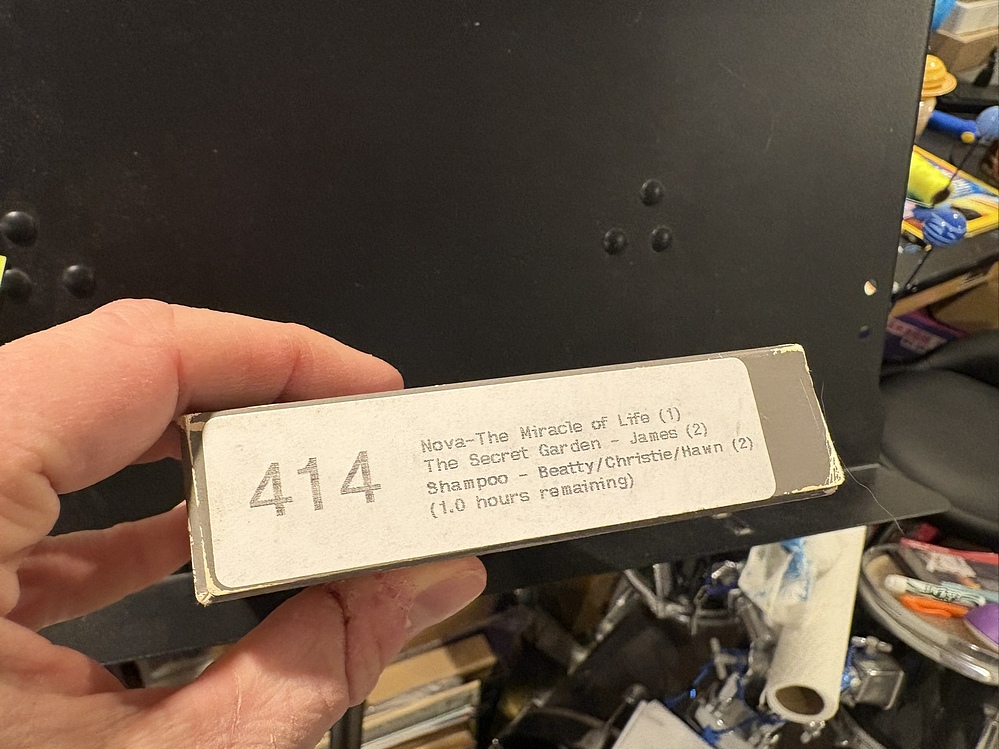 414
Nova-The Miracle of Life (1)
The Secret Garden - James (2)
Shampoo - Beatty/Christie/Hawn (2)
(1.0 hours remaining)